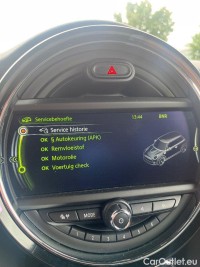 Servicebehoefte 13:44
Service historie
OK § Autokeuring (APK)
OK Remvloeistof
OK Motorolie
OK Voertuig check
MODE
CarOutlet.eu